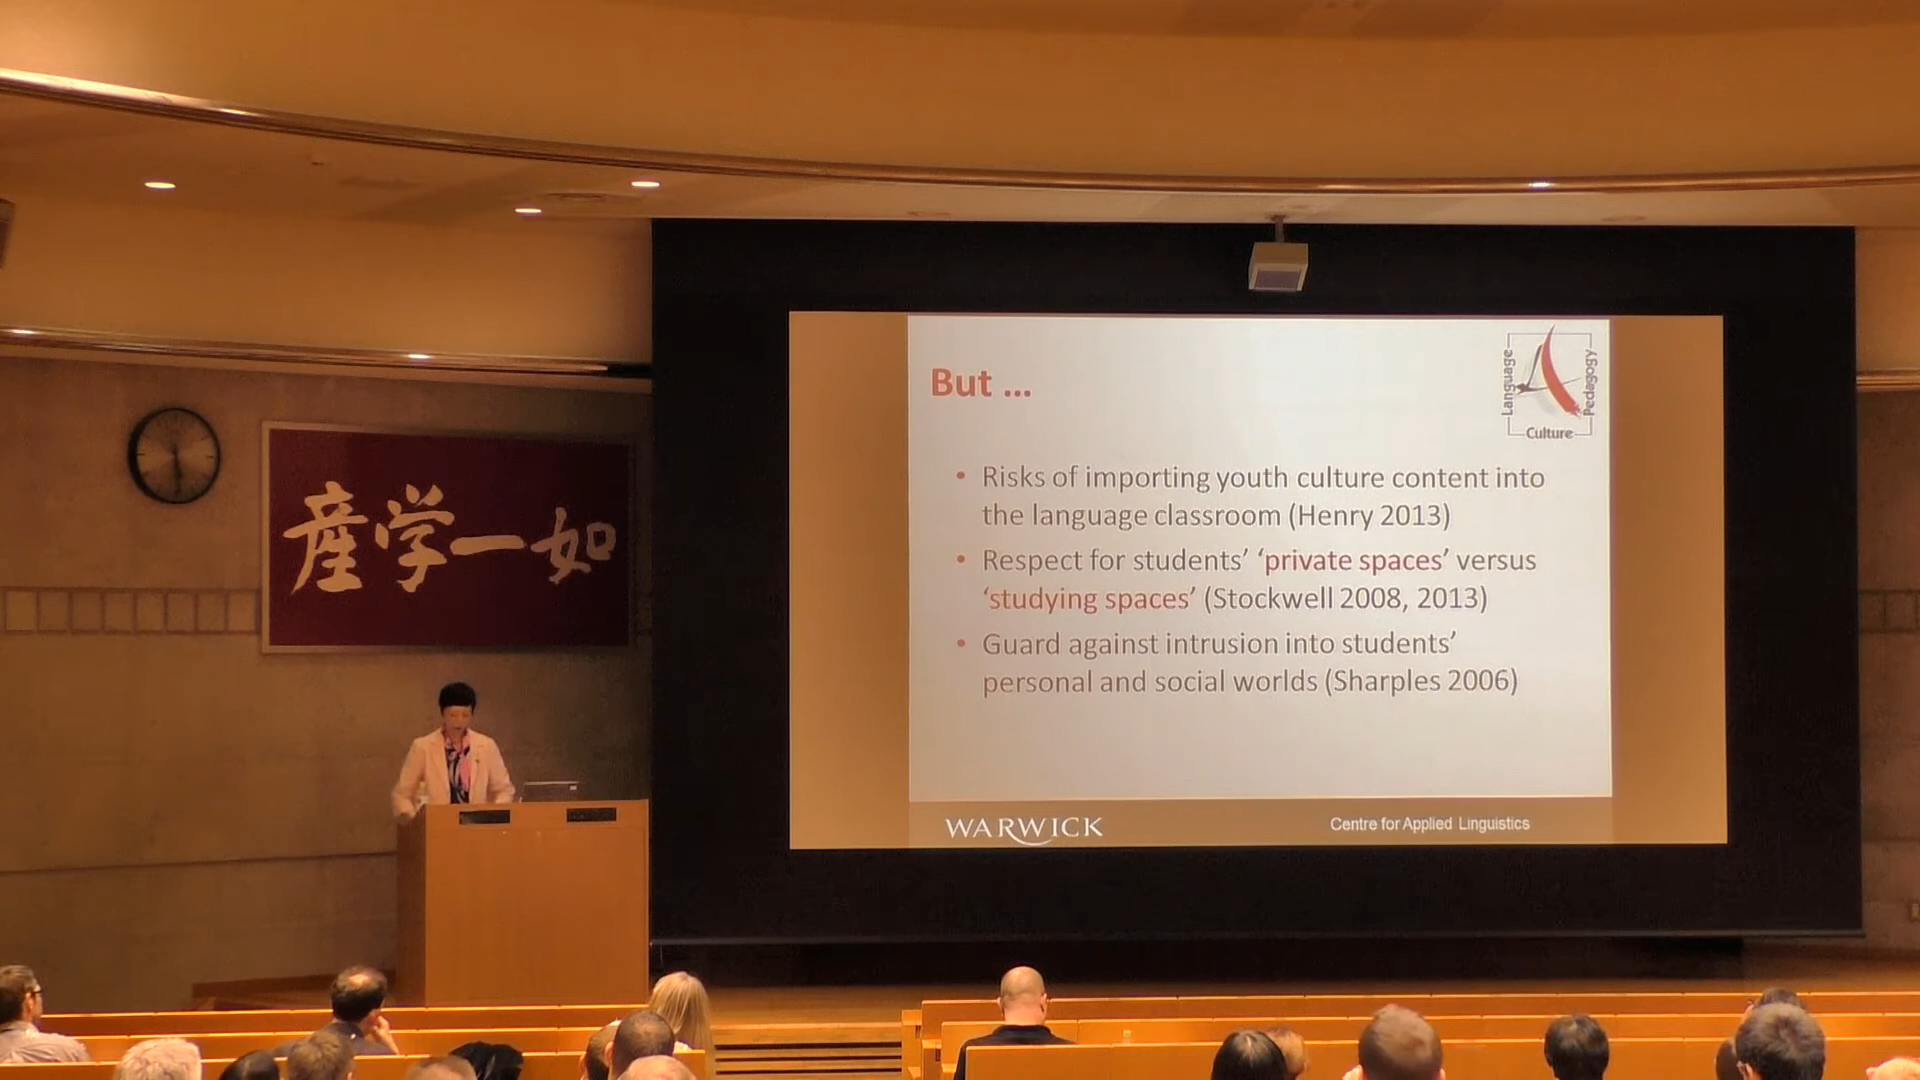 産学一如
But ...
Language
Pedagogy
Culture
• Risks of importing youth culture content into
the language classroom (Henry 2013)
• Respect for students’ ‘private spaces’ versus
‘studying spaces’ (Stockwell 2008, 2013)
• Guard against intrusion into students’
personal and social worlds (Sharples 2006)
WARWICK
Centre for Applied Linguistics